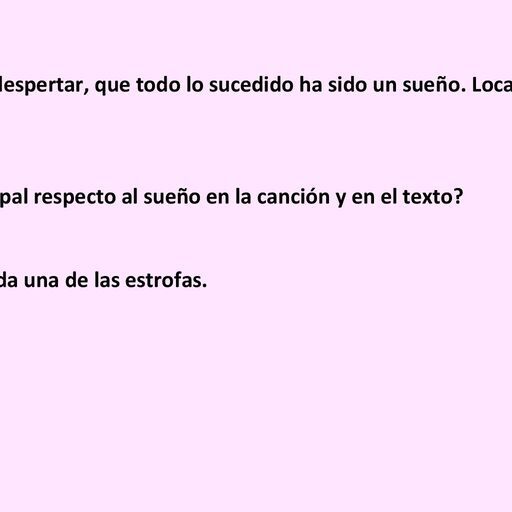 despertar, que todo lo sucedido ha sido un sueño. Loca
pal respecto al sueño en la canción y en el texto?
da una de las estrofas.